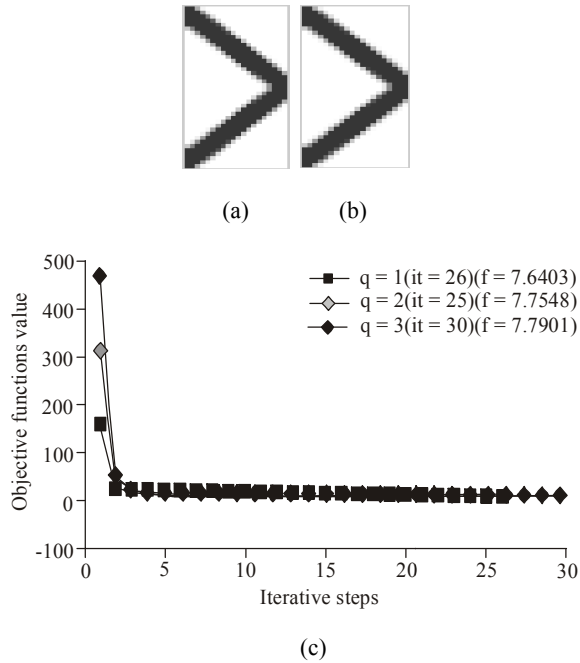 (a) (b)
500
400
300
200
100
0
-100
Objective functions value
q = 1(it = 26)(f = 7.6403)
q = 2(it = 25)(f = 7.7548)
q = 3(it = 30)(f = 7.7901)
0 5 10 15 20 25 30
Iterative steps
(c)